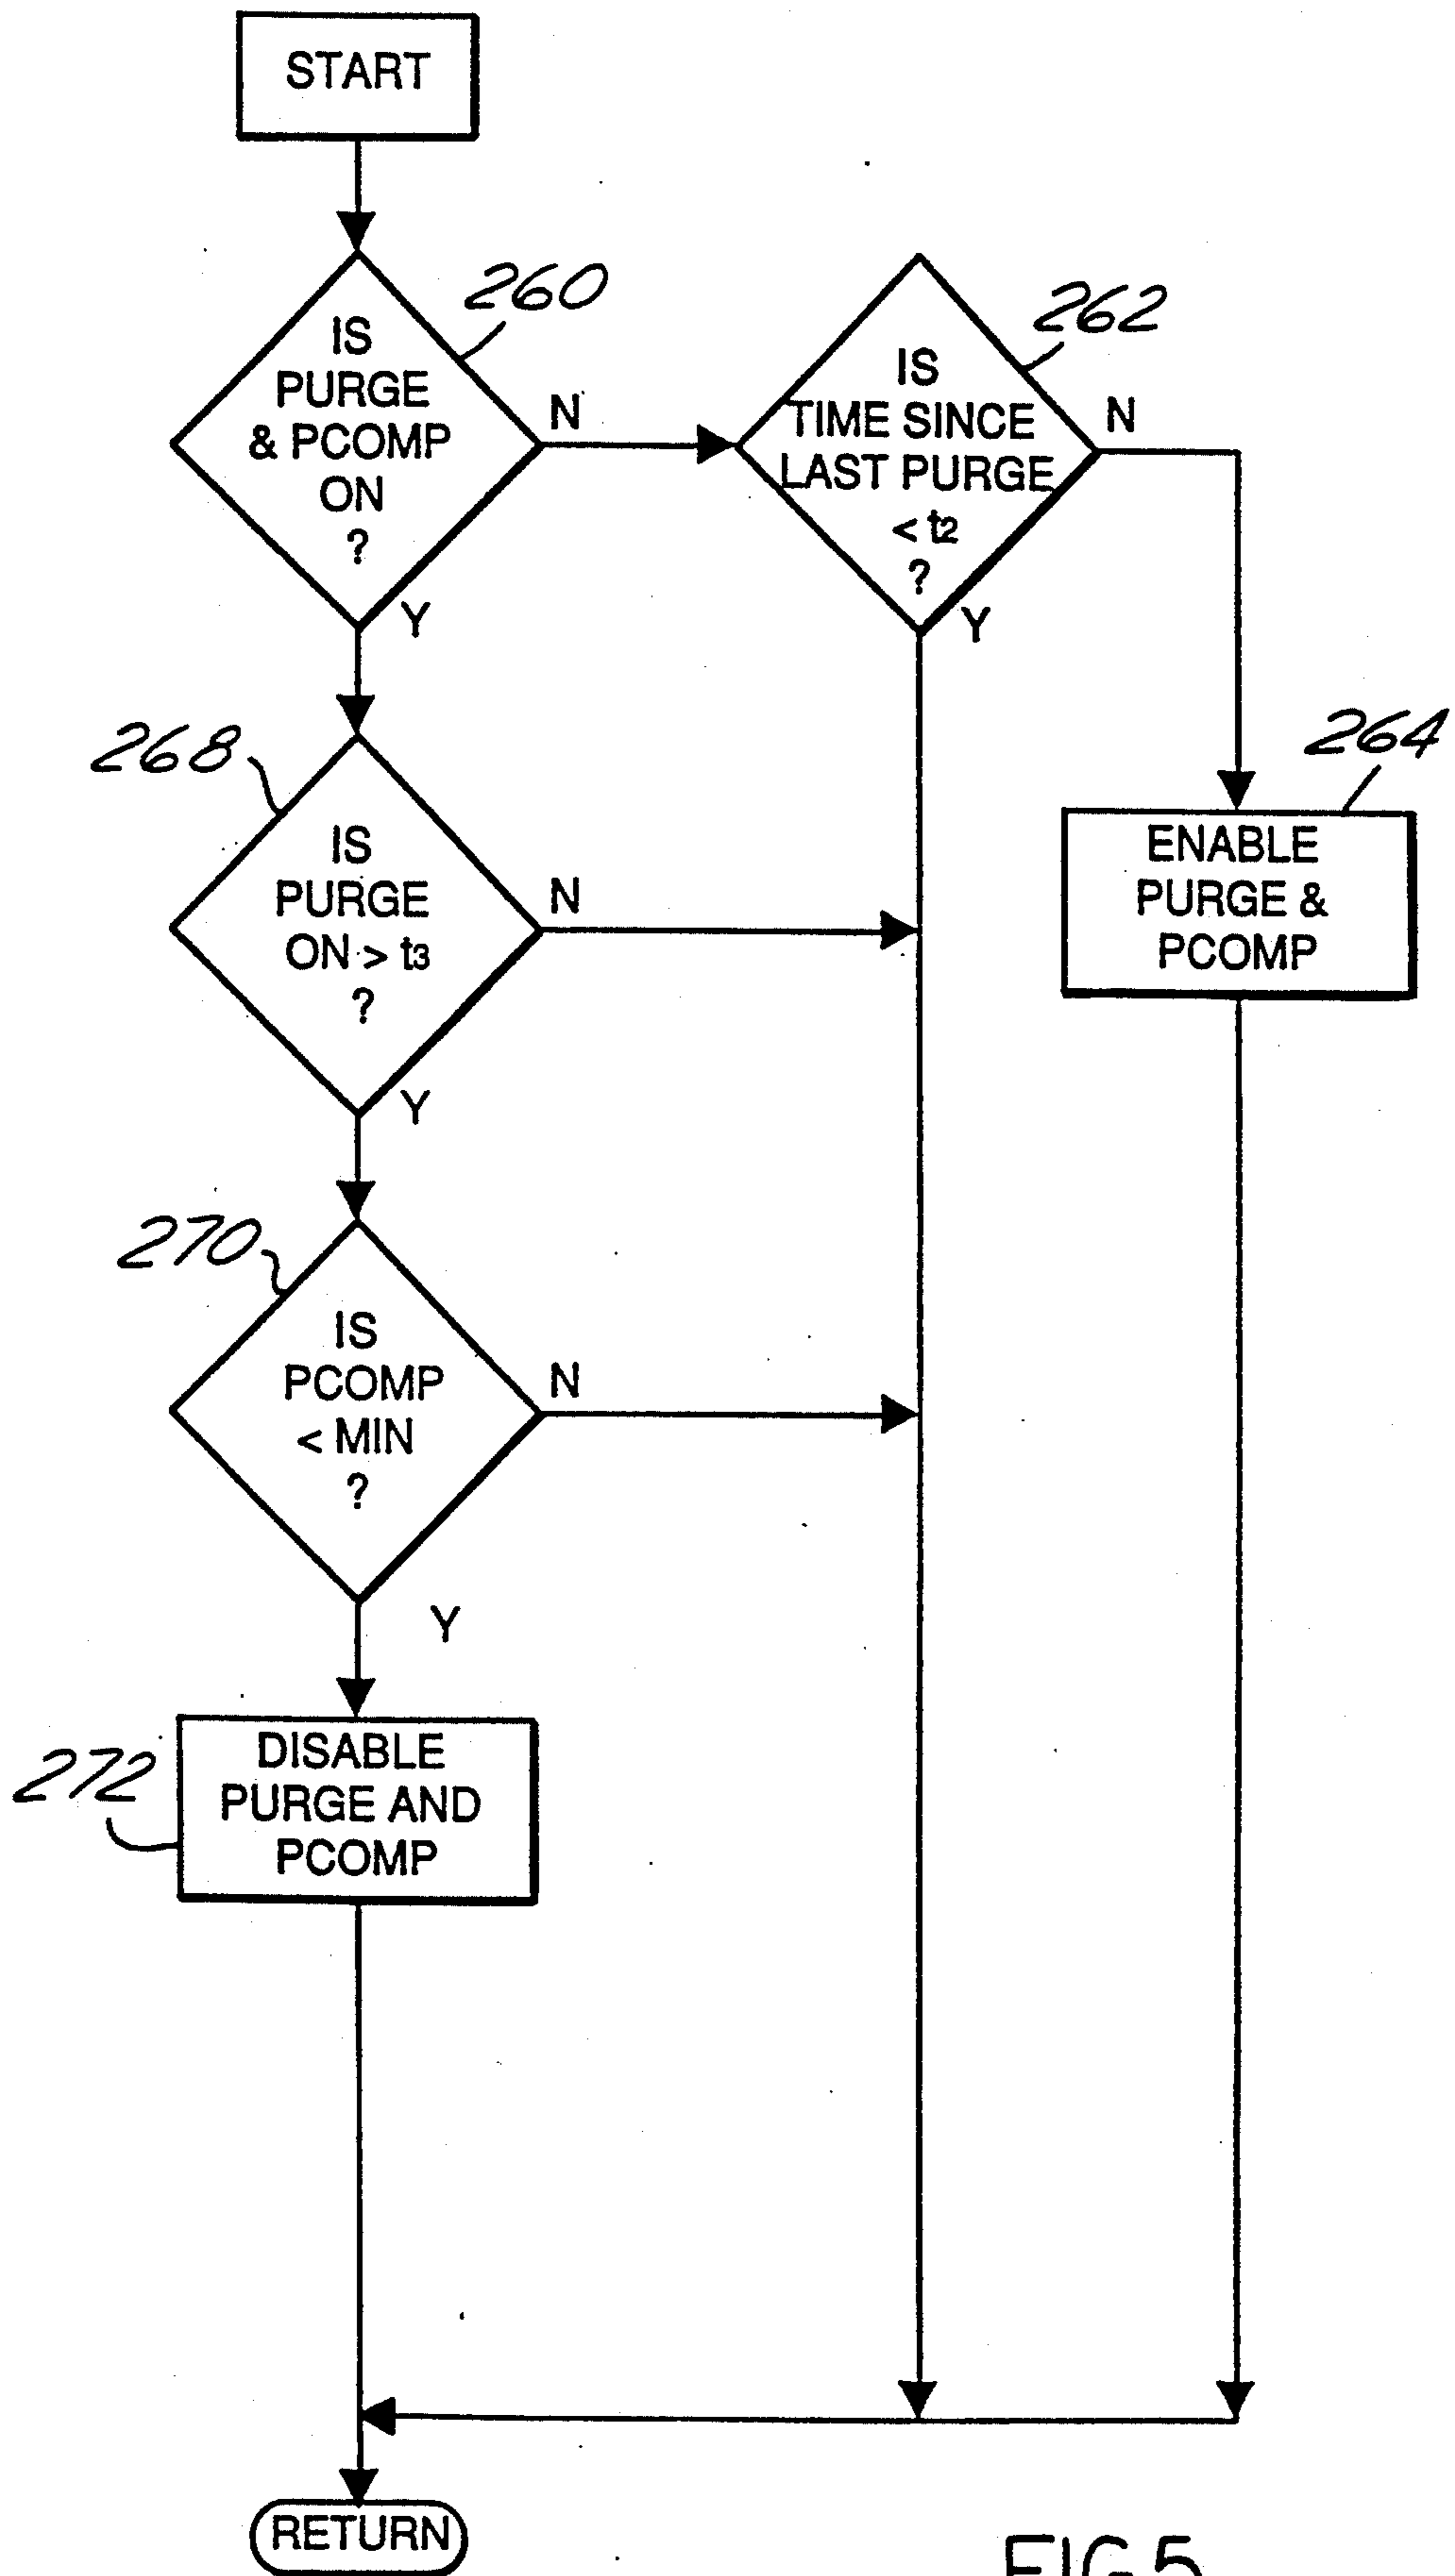 START
260
IS
PURGE
& PCOMP
ON
?
N
Y
262
IS
TIME SINCE
LAST PURGE
< t2
?
N
Y
264
ENABLE
PURGE &
PCOMP
268
IS
PURGE
ON > t3
?
N
Y
270
IS
PCOMP
< MIN
?
N
Y
272
DISABLE
PURGE AND
PCOMP
RETURN
FIG.5